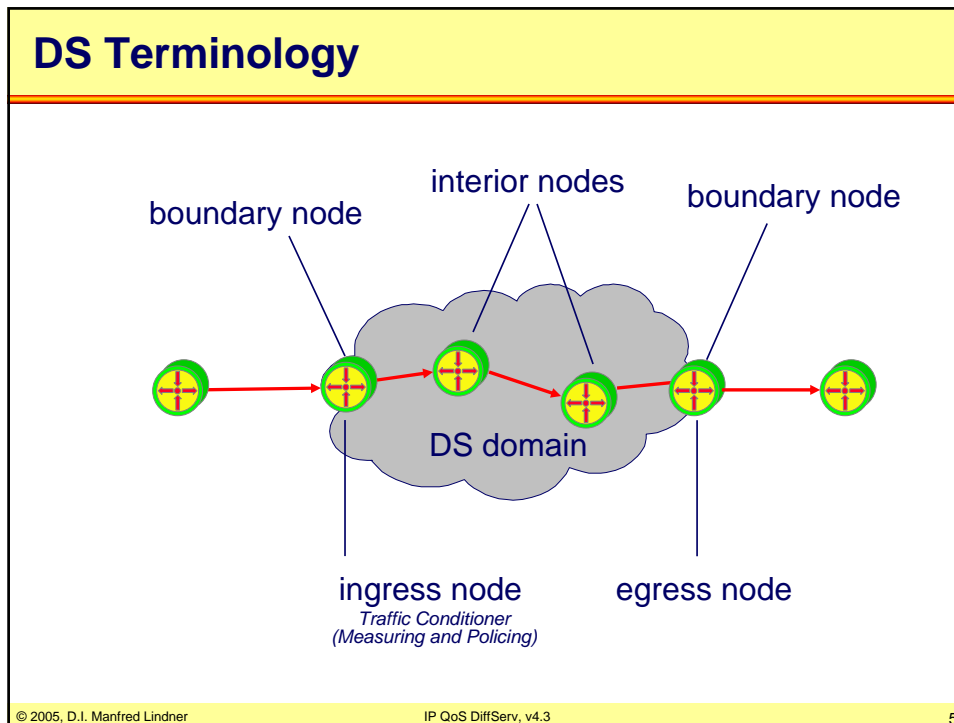 DS Terminology
interior nodes
boundary node
boundary node
DS domain
ingress node
Traffic Conditioner
(Measuring and Policing)
egress node
© 2005, D.I. Manfred Lindner
IP QoS DiffServ, v4.3
5